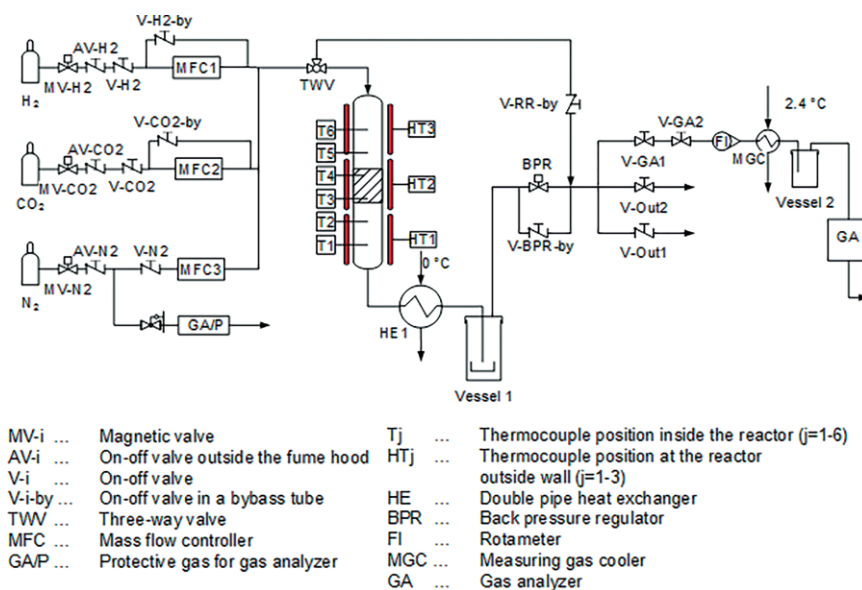 V-H2-by
AV-H2
MFC1
MV-H2
V-H2
H₂
TWV
V-CO2-by
AV-CO2
MFC2
MV-CO2
V-CO2
CO₂
AV-N2
V-N2
MFC3
MV-N2
N₂
GA/P
T6
T5
T4
T3
T2
T1
HT3
HT2
HT1
0 °C
HE1
Vessel 1
V-RR-by
BPR
V-BPR-by
V-GA2
V-GA1
FI
MGC
2.4 °C
Vessel 2
V-Out2
V-Out1
GA
MV-i ... Magnetic valve
AV-i ... On-off valve outside the fume hood
V-i ... On-off valve
V-i-by ... On-off valve in a bybass tube
TWV ... Three-way valve
MFC ... Mass flow controller
GA/P ... Protective gas for gas analyzer
Tj ... Thermocouple position inside the reactor (j=1-6)
HTj ... Thermocouple position at the reactor
outside wall (j=1-3)
HE ... Double pipe heat exchanger
BPR ... Back pressure regulator
FI ... Rotameter
MGC ... Measuring gas cooler
GA ... Gas analyzer